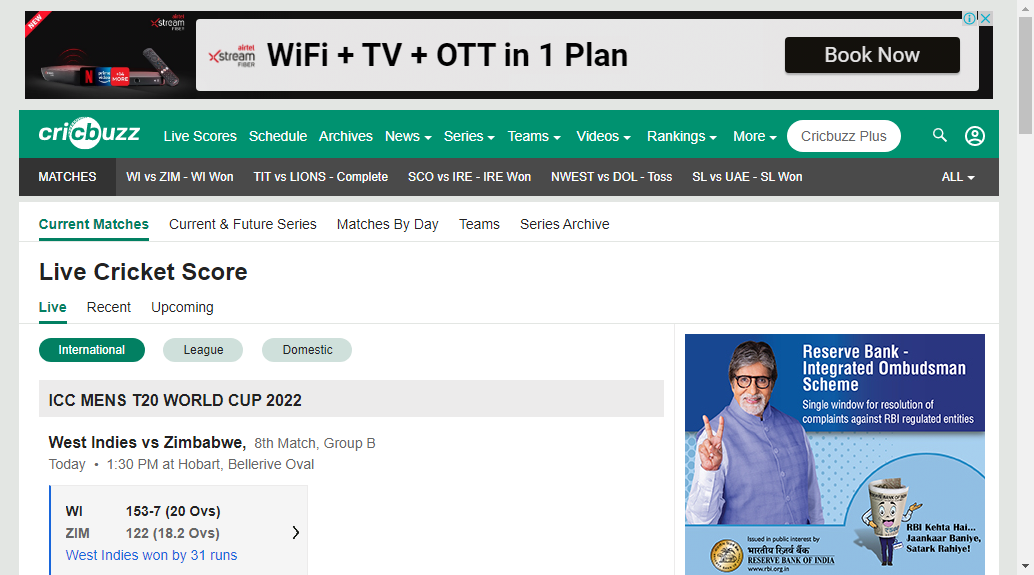 NEW
airtel
Xstream
FIBER
prime video
+14 MORE
airtel
Xstream
FIBER
WiFi + TV + OTT in 1 Plan
Book Now
cricbuzz
Live Scores Schedule Archives News Series Teams Videos Rankings More Cricbuzz Plus
MATCHES WI vs ZIM - WI Won TIT vs LIONS - Complete SCO vs IRE - IRE Won NWEST vs DOL - Toss SL vs UAE - SL Won ALL
Current Matches Current & Future Series Matches By Day Teams Series Archive
Live Cricket Score
Live Recent Upcoming
International League Domestic
ICC MENS T20 WORLD CUP 2022
West Indies vs Zimbabwe, 8th Match, Group B
Today • 1:30 PM at Hobart, Bellerive Oval
WI 153-7 (20 Ovs)
ZIM 122 (18.2 Ovs)
West Indies won by 31 runs
Reserve Bank -
Integrated Ombudsman
Scheme
Single window for resolution of
complaints against RBI regulated entities
RBI Kehta Hai...
Jaankaar Baniye,
Satark Rahiye!
Issued in public interest by
भारतीय रिज़र्व बैंक
RESERVE BANK OF INDIA
www.rbi.org.in